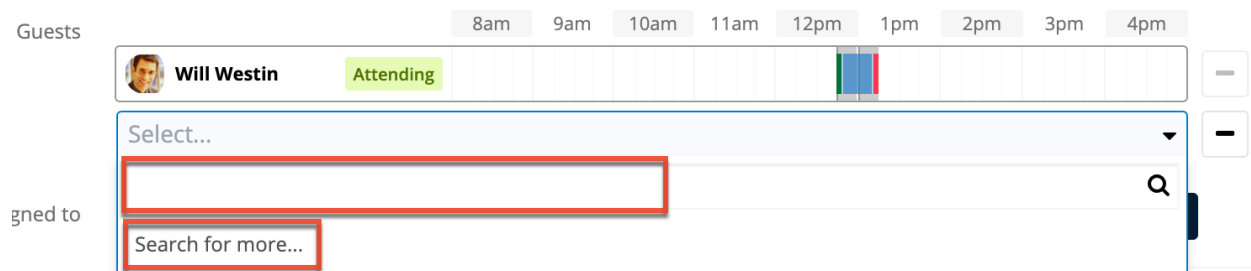 Guests
8am 9am 10am 11am 12pm 1pm 2pm 3pm 4pm
Will Westin Attending
Select...
gned to
Search for more...